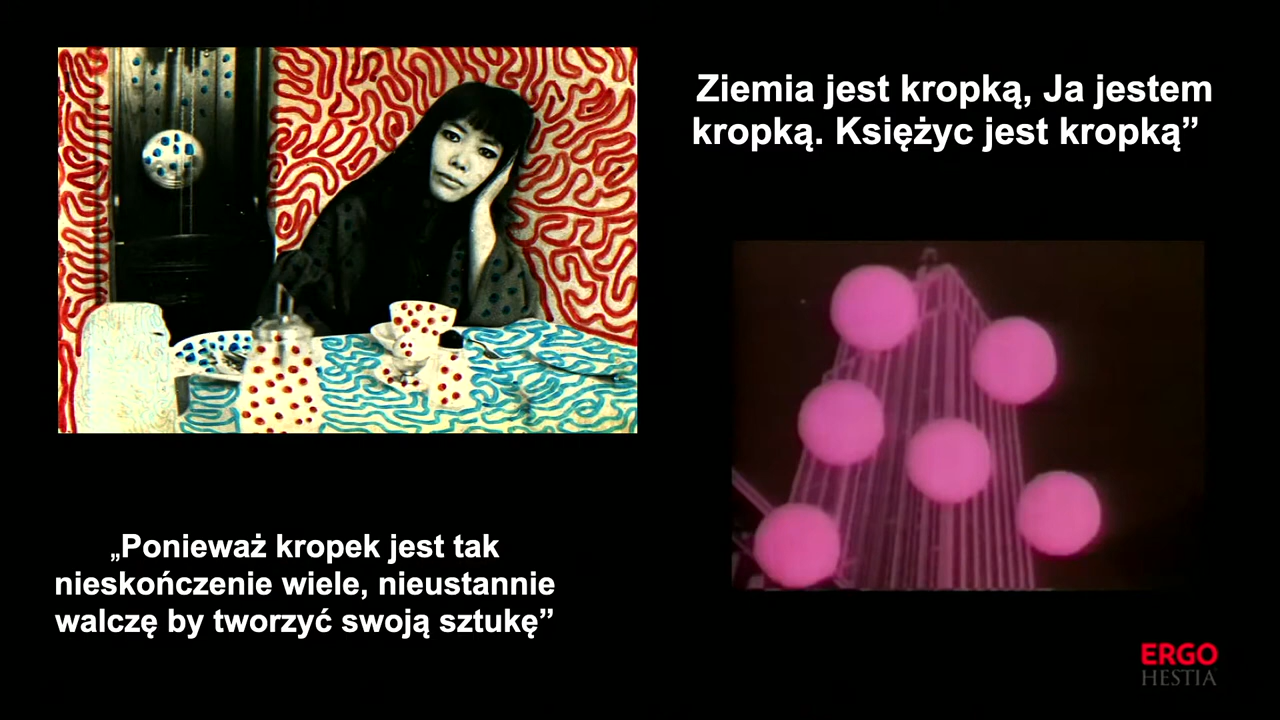 Ziemia jest kropką, Ja jestem
kropką. Księżyc jest kropką”
„Ponieważ kropek jest tak
nieskończenie wiele, nieustannie
walczę by tworzyć swoją sztukę”
ERGO
HESTIA